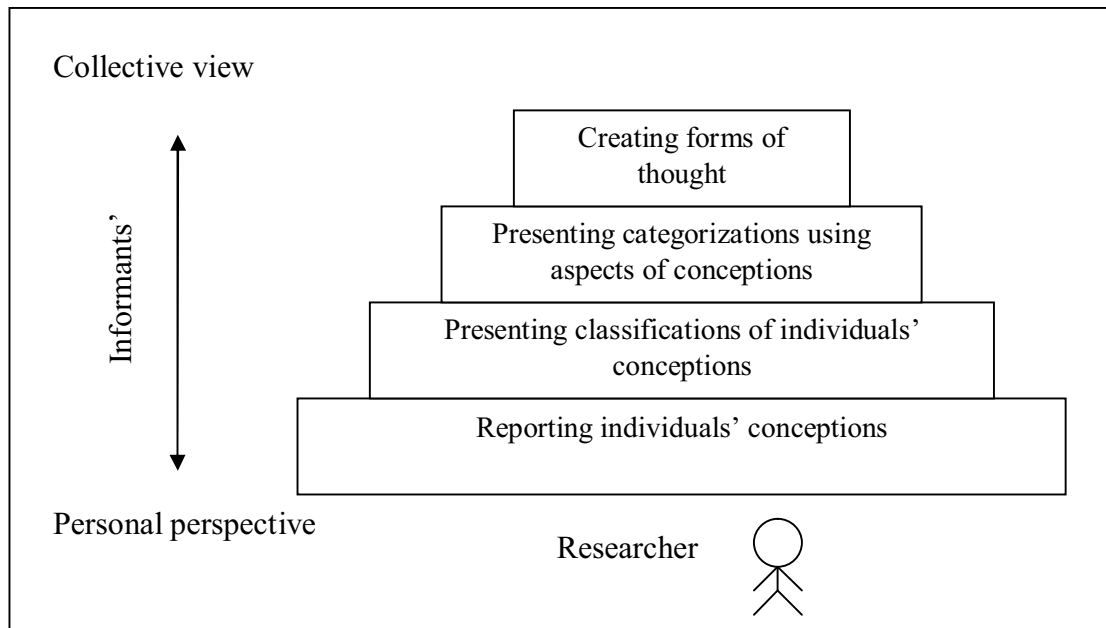 Collective view
Creating forms of
thought
Presenting categorizations using
aspects of conceptions
Informants’
Presenting classifications of individuals’
conceptions
Reporting individuals’ conceptions
Personal perspective
Researcher